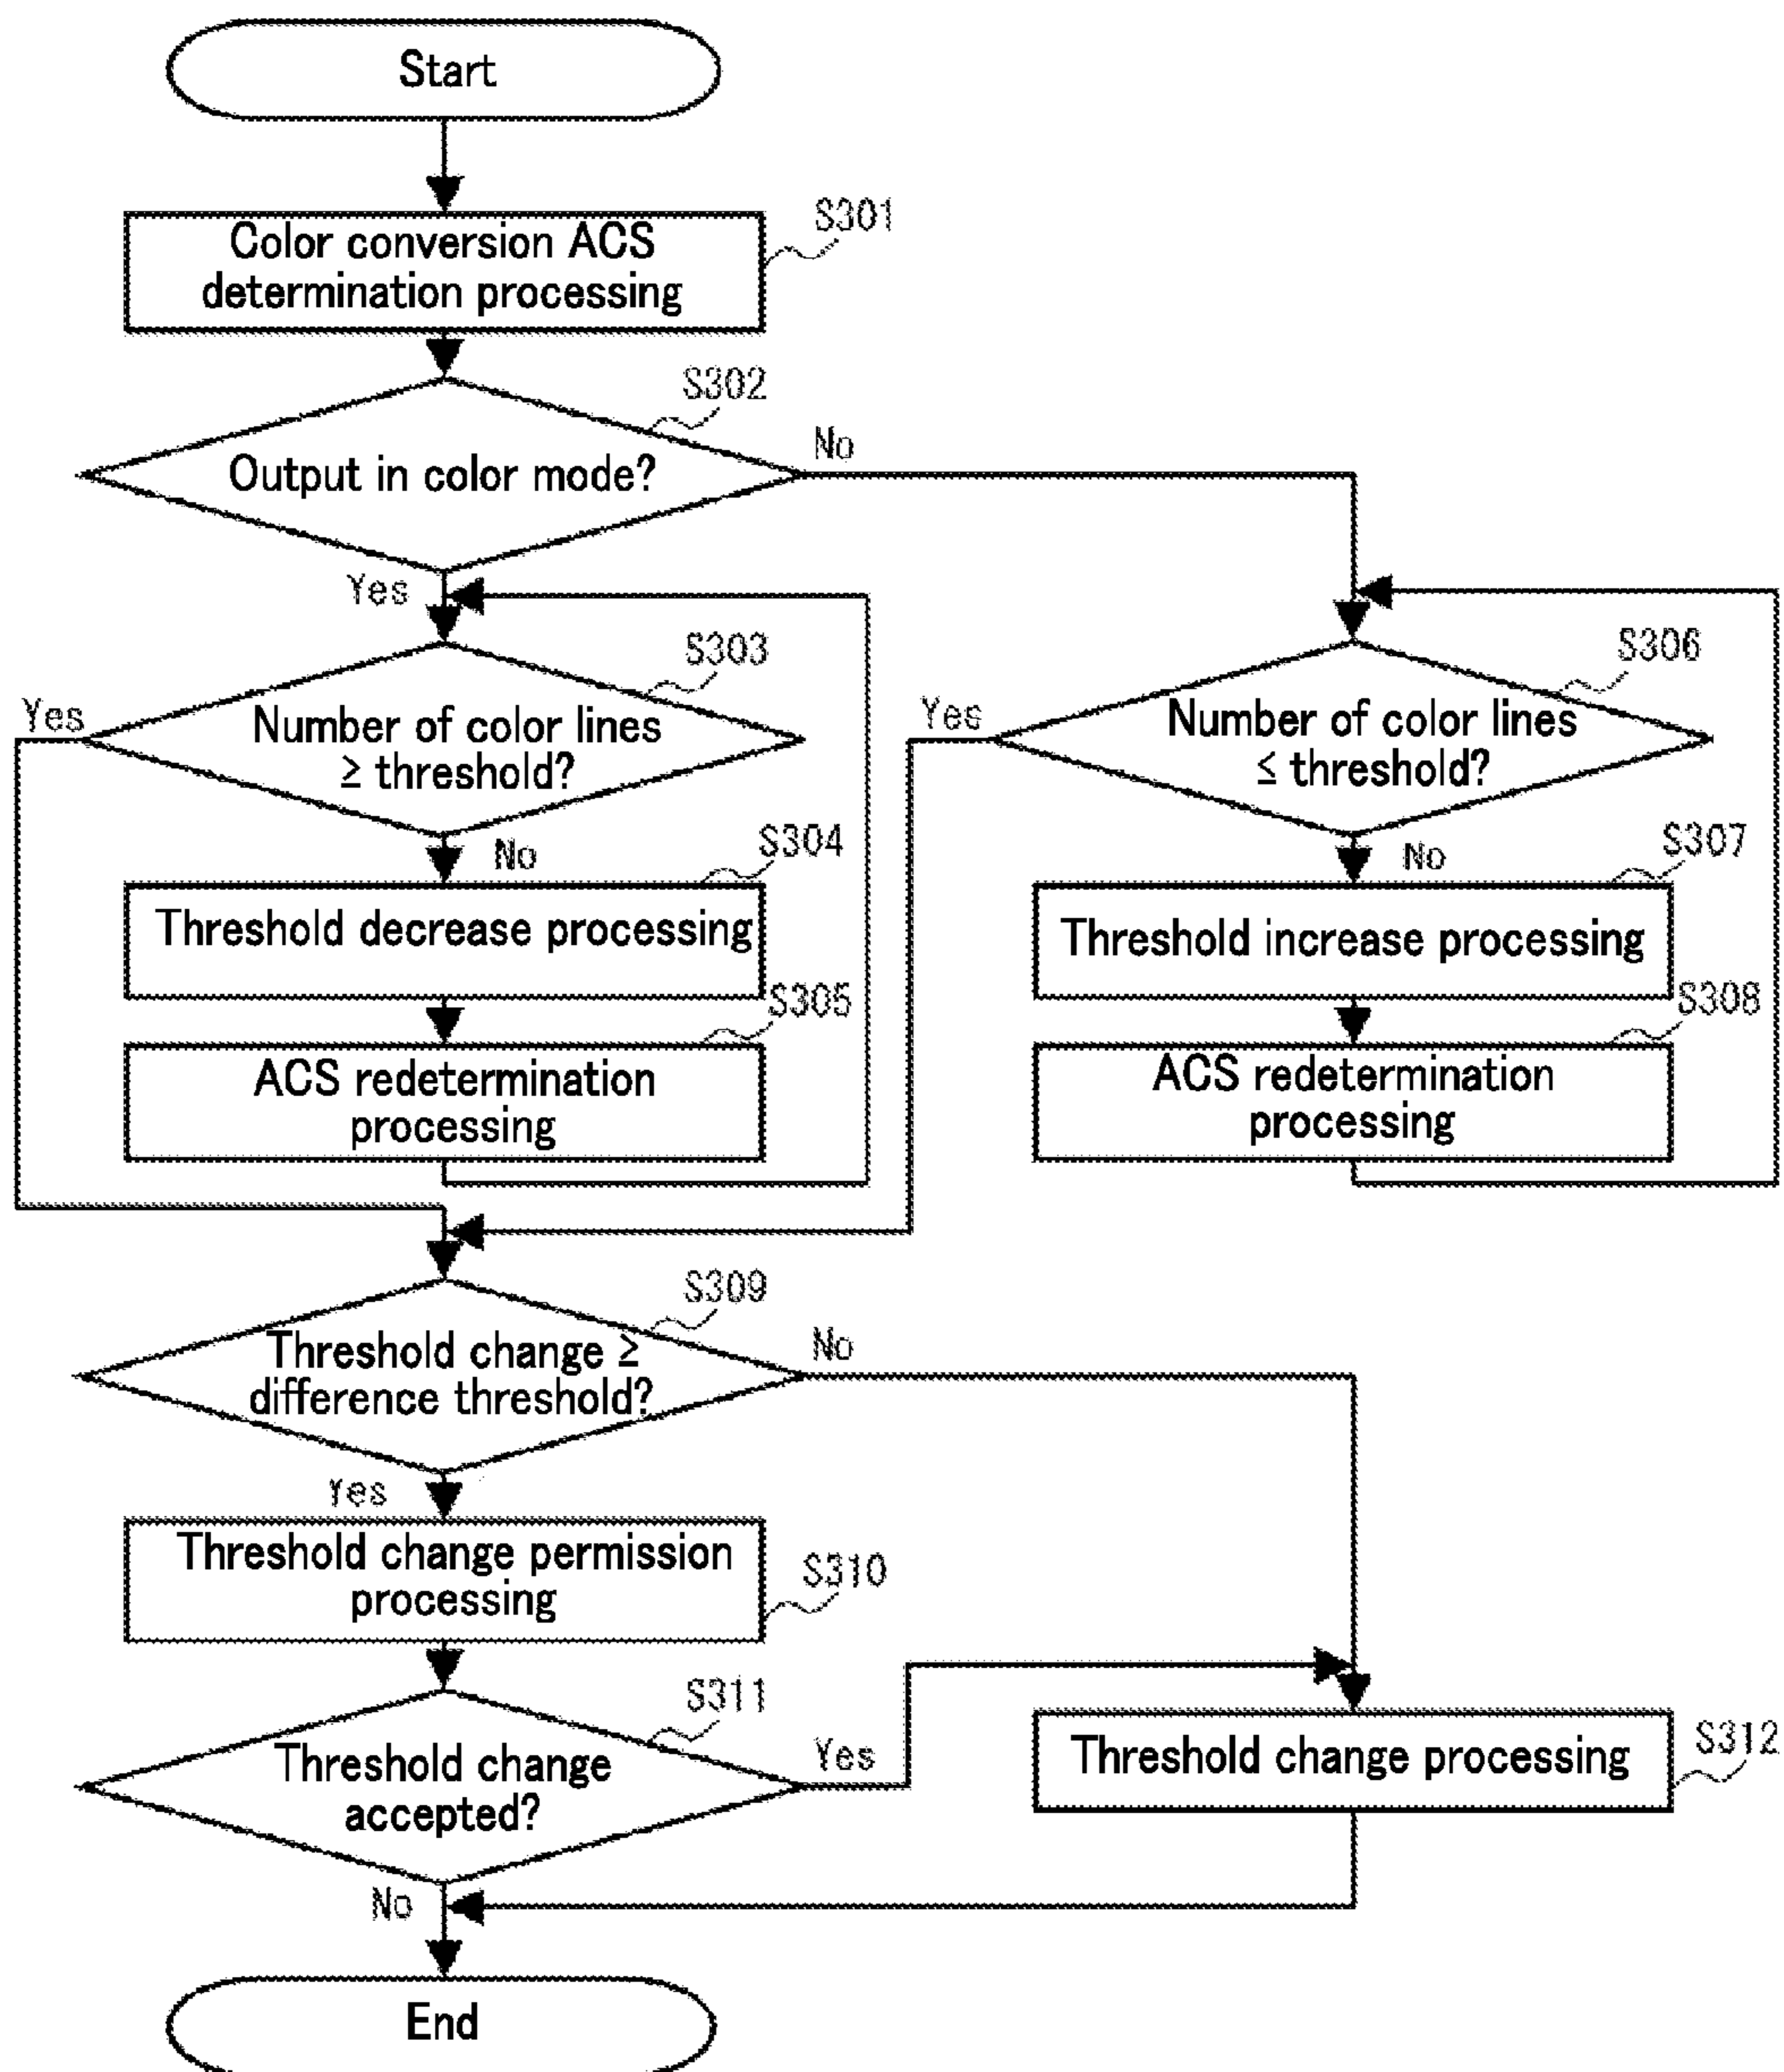 Start
Color conversion ACS
determination processing
S301
S302
Output in color mode?
No
Yes
S303
Yes
Number of color lines
≥ threshold?
No
S304
Threshold decrease processing
S305
ACS redetermination
processing
S306
Yes
Number of color lines
≤ threshold?
No
S307
Threshold increase processing
S308
ACS redetermination
processing
S309
Threshold change ≥
difference threshold?
No
Yes
Threshold change permission
processing
S310
S311
Threshold change
accepted?
Yes
No
Threshold change processing
S312
End